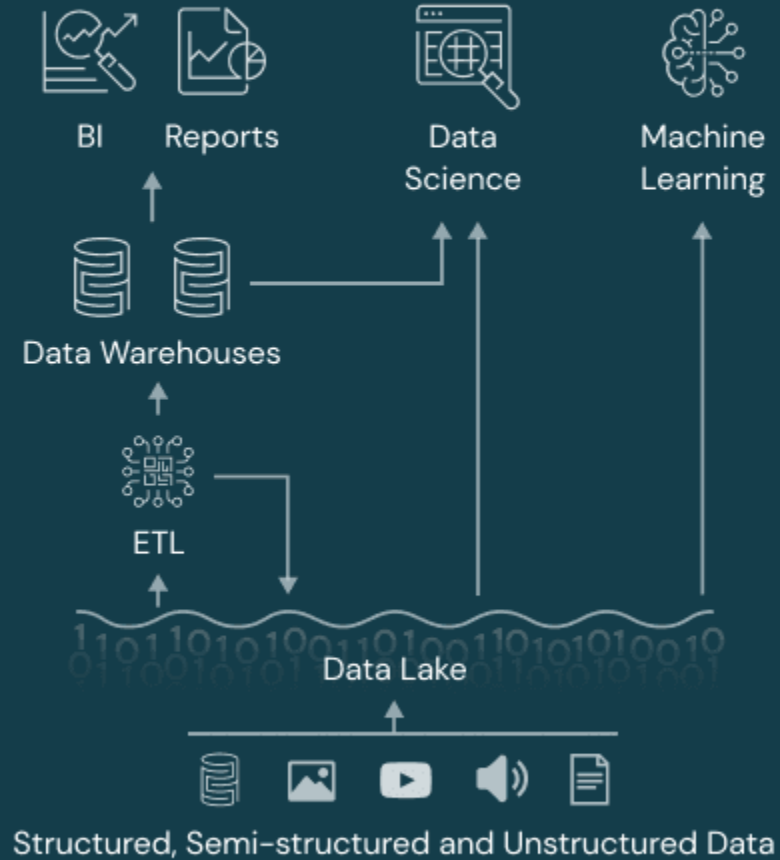 BI
Reports
Data
Science
Machine
Learning
Data Warehouses
ETL
Data Lake
Structured, Semi-structured and Unstructured Data